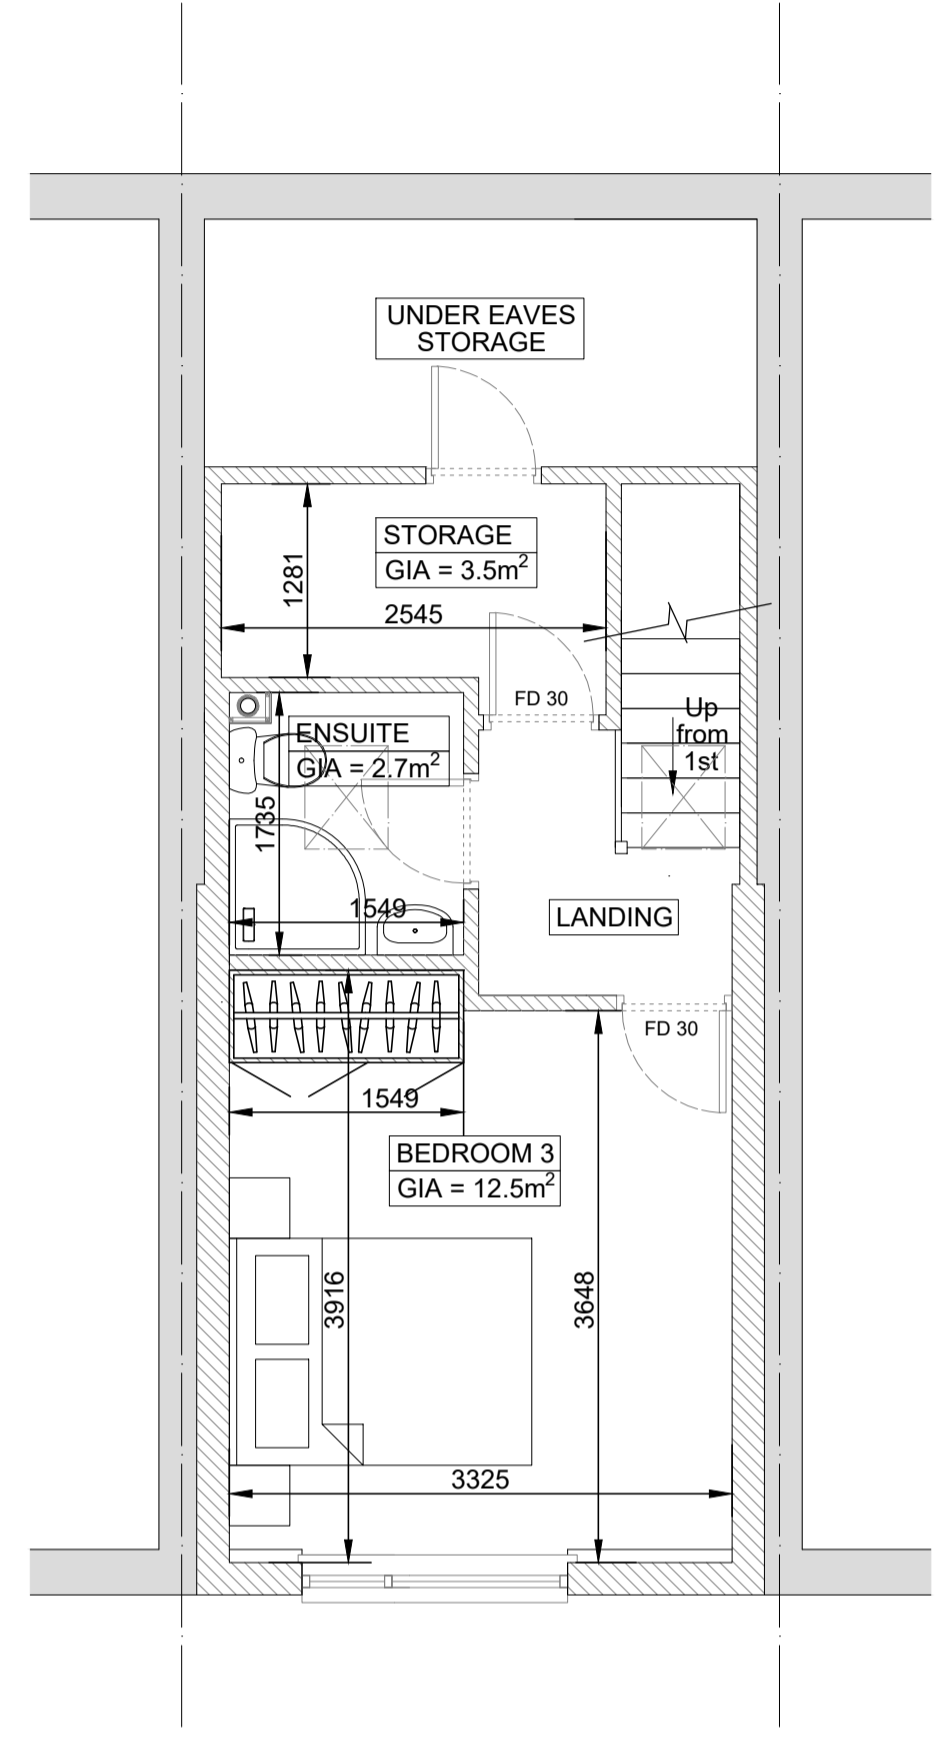 UNDER EAVES
STORAGE
STORAGE
GIA = 3.5m²
1281
2545
FD 30
ENSUITE
GIA = 2.7m²
Up
from
1st
1735
1549
LANDING
FD 30
1549
BEDROOM 3
GIA = 12.5m²
3916
3648
3325